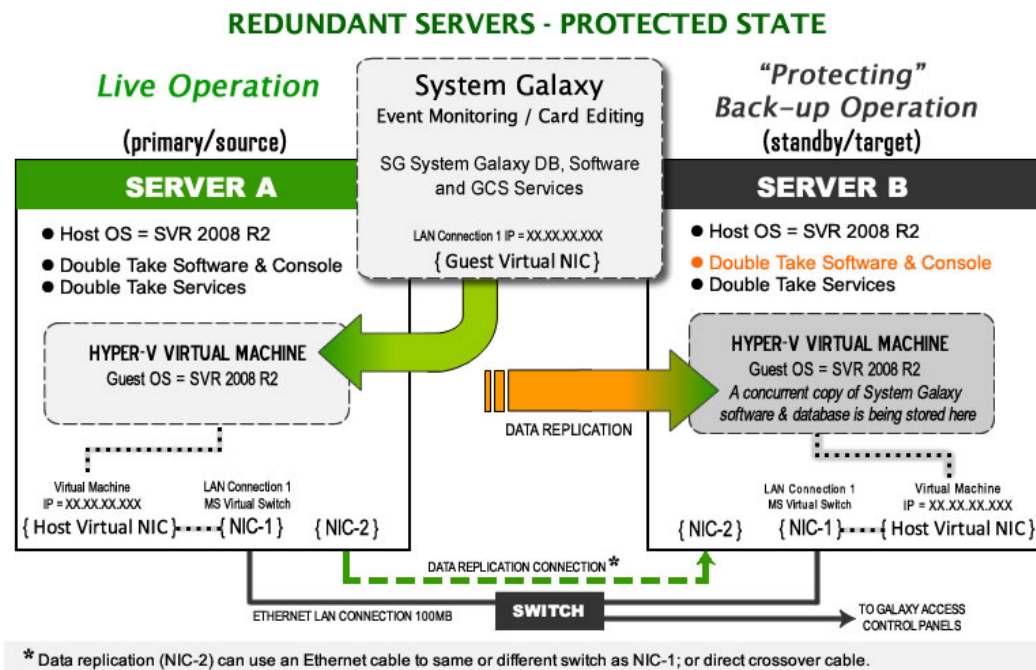 REDUNDANT SERVERS - PROTECTED STATE
Live Operation
(primary/source)
SERVER A
● Host OS = SVR 2008 R2
● Double Take Software & Console
● Double Take Services
HYPER-V VIRTUAL MACHINE
Guest OS = SVR 2008 R2
Virtual Machine
IP = XX.XX.XX.XXX
{ Host Virtual NIC }
LAN Connection 1
MS Virtual Switch
{ NIC-1 }
{ NIC-2 }
System Galaxy
Event Monitoring / Card Editing
SG System Galaxy DB, Software
and GCS Services
LAN Connection 1 IP = XX.XX.XX.XXX
{ Guest Virtual NIC }
DATA REPLICATION
“Protecting”
Back-up Operation
(standby/target)
SERVER B
● Host OS = SVR 2008 R2
● Double Take Software & Console
● Double Take Services
HYPER-V VIRTUAL MACHINE
Guest OS = SVR 2008 R2
A concurrent copy of System Galaxy
software & database is being stored here
{ NIC-2 }
LAN Connection 1
MS Virtual Switch
{ NIC-1 }
Virtual Machine
IP = XX.XX.XX.XXX
{ Host Virtual NIC }
DATA REPLICATION CONNECTION *
ETHERNET LAN CONNECTION 100MB
SWITCH
TO GALAXY ACCESS
CONTROL PANELS
* Data replication (NIC-2) can use an Ethernet cable to same or different switch as NIC-1; or direct crossover cable.